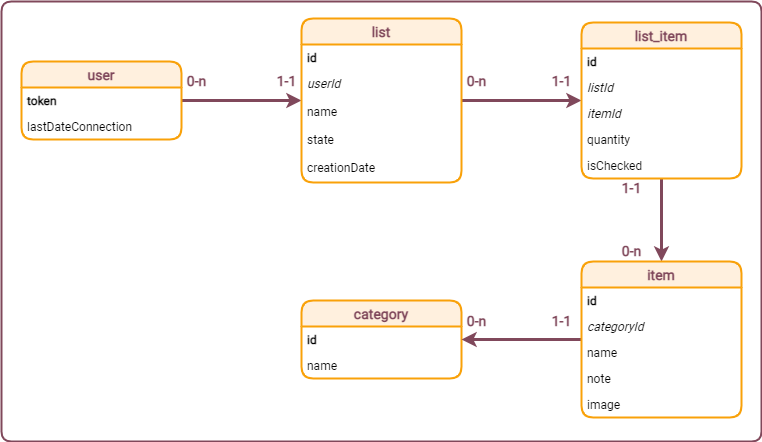 user
token
lastDateConnection
0-n
1-1
list
id
userId
name
state
creationDate
0-n
1-1
list_item
id
listId
itemId
quantity
isChecked
1-1
0-n
item
id
categoryId
name
note
image
1-1
0-n
category
id
name